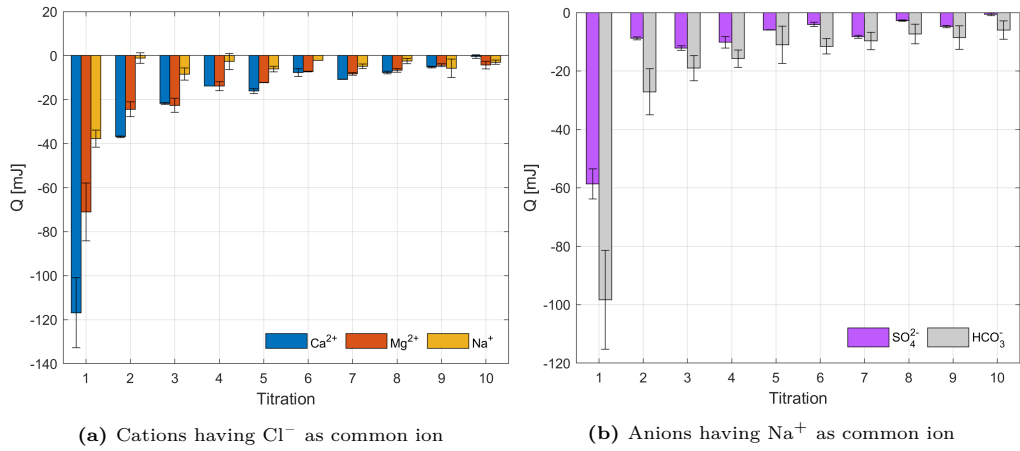 20
0
-20
-40
-60
-80
-100
-120
-140
Q [mJ]
1 2 3 4 5 6 7 8 9 10
Titration
Ca²⁺ Mg²⁺ Na⁺
(a) Cations having Cl⁻ as common ion
0
-20
-40
-60
-80
-100
-120
Q [mJ]
1 2 3 4 5 6 7 8 9 10
Titration
SO₄²⁻ HCO₃⁻
(b) Anions having Na⁺ as common ion